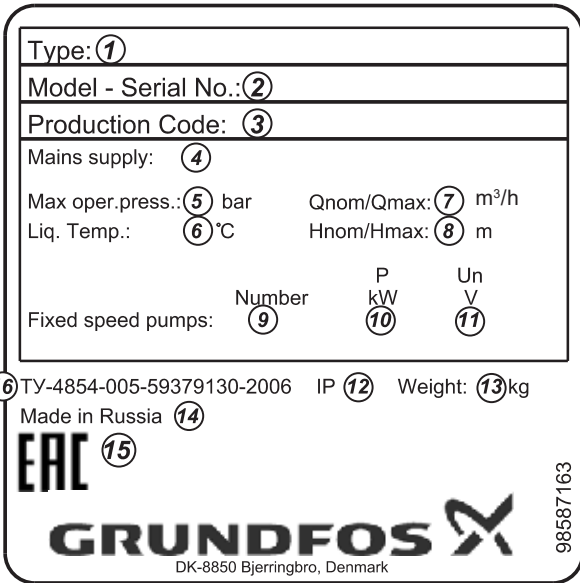 Type: 1
Model - Serial No.: 2
Production Code: 3
Mains supply: 4
Max oper.press.: 5 bar Qnom/Qmax: 7 m³/h
Liq. Temp.: 6 °C Hnom/Hmax: 8 m
P Un
Number kW V
Fixed speed pumps: 9 10 11
6 ТУ-4854-005-59379130-2006 IP 12 Weight: 13 kg
Made in Russia 14
EAC 15
98587163
GRUNDFOS
DK-8850 Bjerringbro, Denmark